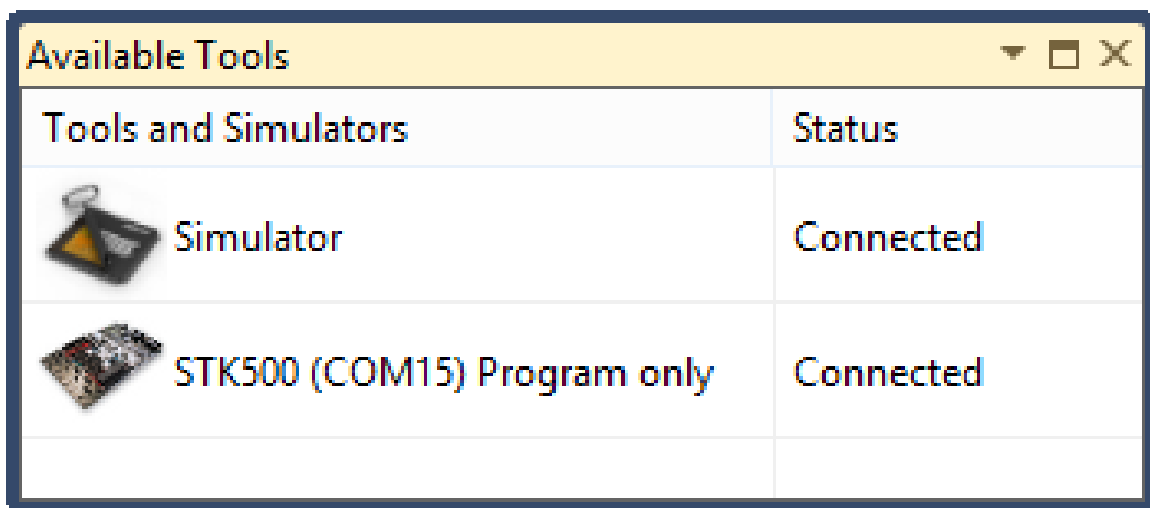 Available Tools
Tools and Simulators Status
Simulator Connected
STK500 (COM15) Program only Connected